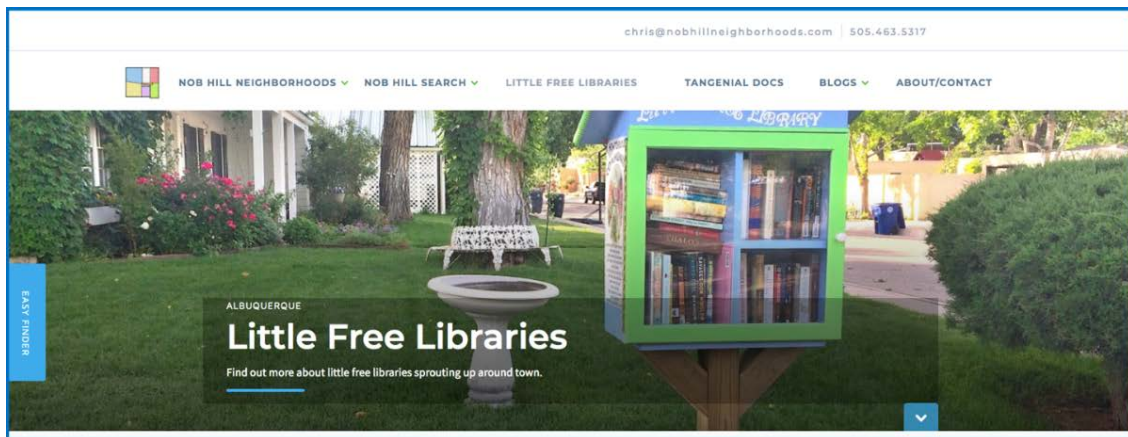 chris@nobhillneighborhoods.com 505.463.5317
NOB HILL NEIGHBORHOODS NOB HILL SEARCH LITTLE FREE LIBRARIES TANGENIAL DOCS BLOGS ABOUT/CONTACT
LIBRARY
EASY FINDER
ALBUQUERQUE
Little Free Libraries
Find out more about little free libraries sprouting up around town.